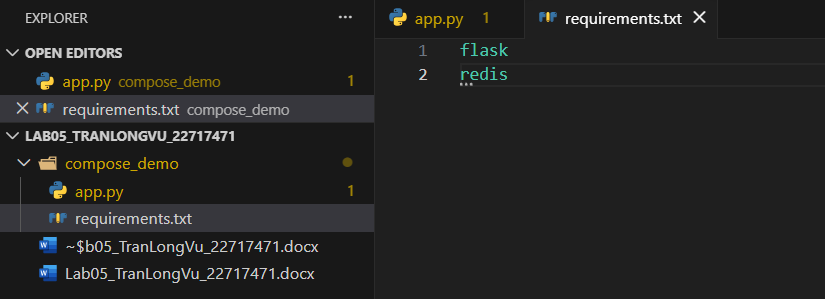 EXPLORER
OPEN EDITORS
app.py compose_demo 1
requirements.txt compose_demo
LAB05_TRANLONGVU_22717471
compose_demo
app.py 1
requirements.txt
~$b05_TranLongVu_22717471.docx
Lab05_TranLongVu_22717471.docx
app.py 1 requirements.txt
1 flask
2 redis